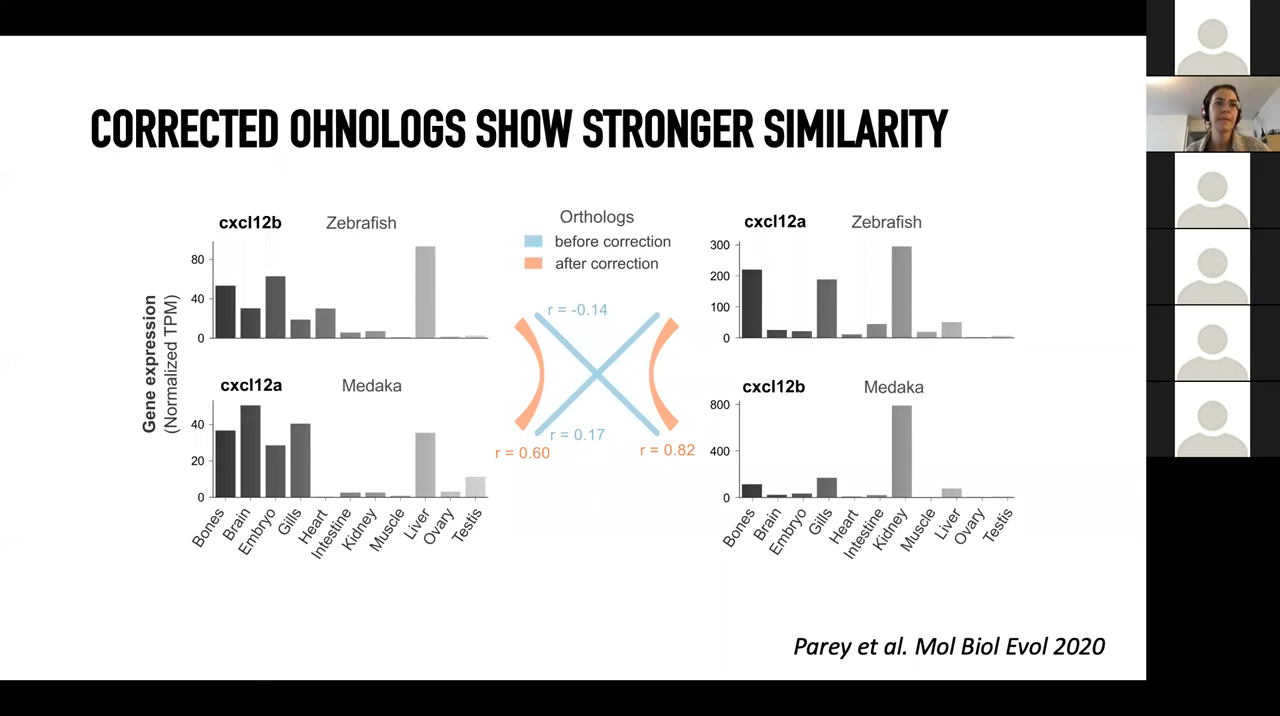 CORRECTED OHNOLOGS SHOW STRONGER SIMILARITY
cxcl12b Zebrafish
80
40
0
Gene expression
(Normalized TPM)
cxcl12a Medaka
40
20
0
Bones
Brain
Embryo
Gills
Heart
Intestine
Kidney
Muscle
Liver
Ovary
Testis
Orthologs
before correction
after correction
r = -0.14
r = 0.17
r = 0.60
r = 0.82
cxcl12a Zebrafish
300
200
100
0
cxcl12b Medaka
800
400
0
Bones
Brain
Embryo
Gills
Heart
Intestine
Kidney
Muscle
Liver
Ovary
Testis
Parey et al. Mol Biol Evol 2020